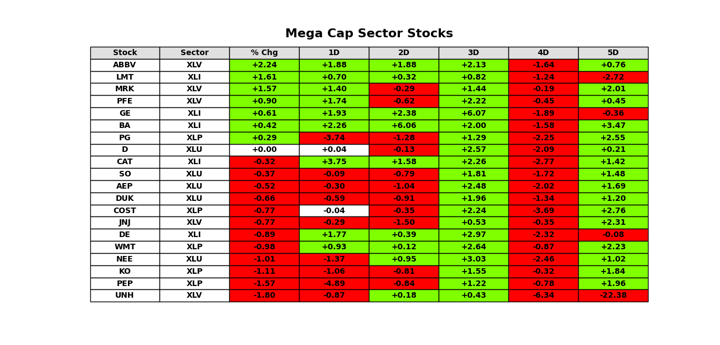 Mega Cap Sector Stocks
Stock Sector % Chg 1D 2D 3D 4D 5D
ABBV XLV +2.24 +1.88 +1.88 +2.13 -1.64 +0.76
LMT XLI +1.61 +0.70 +0.32 +0.82 -1.24 -2.72
MRK XLV +1.57 +1.40 -0.29 +1.44 -0.19 +2.01
PFE XLV +0.90 +1.74 -0.62 +2.22 -0.45 +0.45
GE XLI +0.61 +1.93 +2.38 +6.07 -1.89 -0.36
BA XLI +0.42 +2.26 +6.06 +2.00 -1.58 +3.47
PG XLP +0.29 -3.74 -1.28 +1.29 -2.25 +2.55
D XLU +0.00 +0.04 -0.13 +2.57 -2.09 +0.21
CAT XLI -0.32 +3.75 +1.58 +2.26 -2.77 +1.42
SO XLU -0.37 -0.09 -0.79 +1.81 -1.72 +1.48
AEP XLU -0.52 -0.30 -1.04 +2.48 -2.02 +1.69
DUK XLU -0.66 -0.59 -0.91 +1.96 -1.34 +1.20
COST XLP -0.77 -0.04 -0.35 +2.24 -3.69 +2.76
JNJ XLV -0.77 -0.29 -1.50 +0.53 -0.35 +2.31
DE XLI -0.89 +1.77 +0.39 +2.97 -2.32 -0.08
WMT XLP -0.98 +0.93 +0.12 +2.64 -0.87 +2.23
NEE XLU -1.01 -1.37 +0.95 +3.03 -2.46 +1.02
KO XLP -1.11 -1.06 -0.81 +1.55 -0.32 +1.84
PEP XLP -1.57 -4.89 -0.84 +1.22 -0.78 +1.96
UNH XLV -1.80 -0.87 +0.18 +0.43 -6.34 -22.38